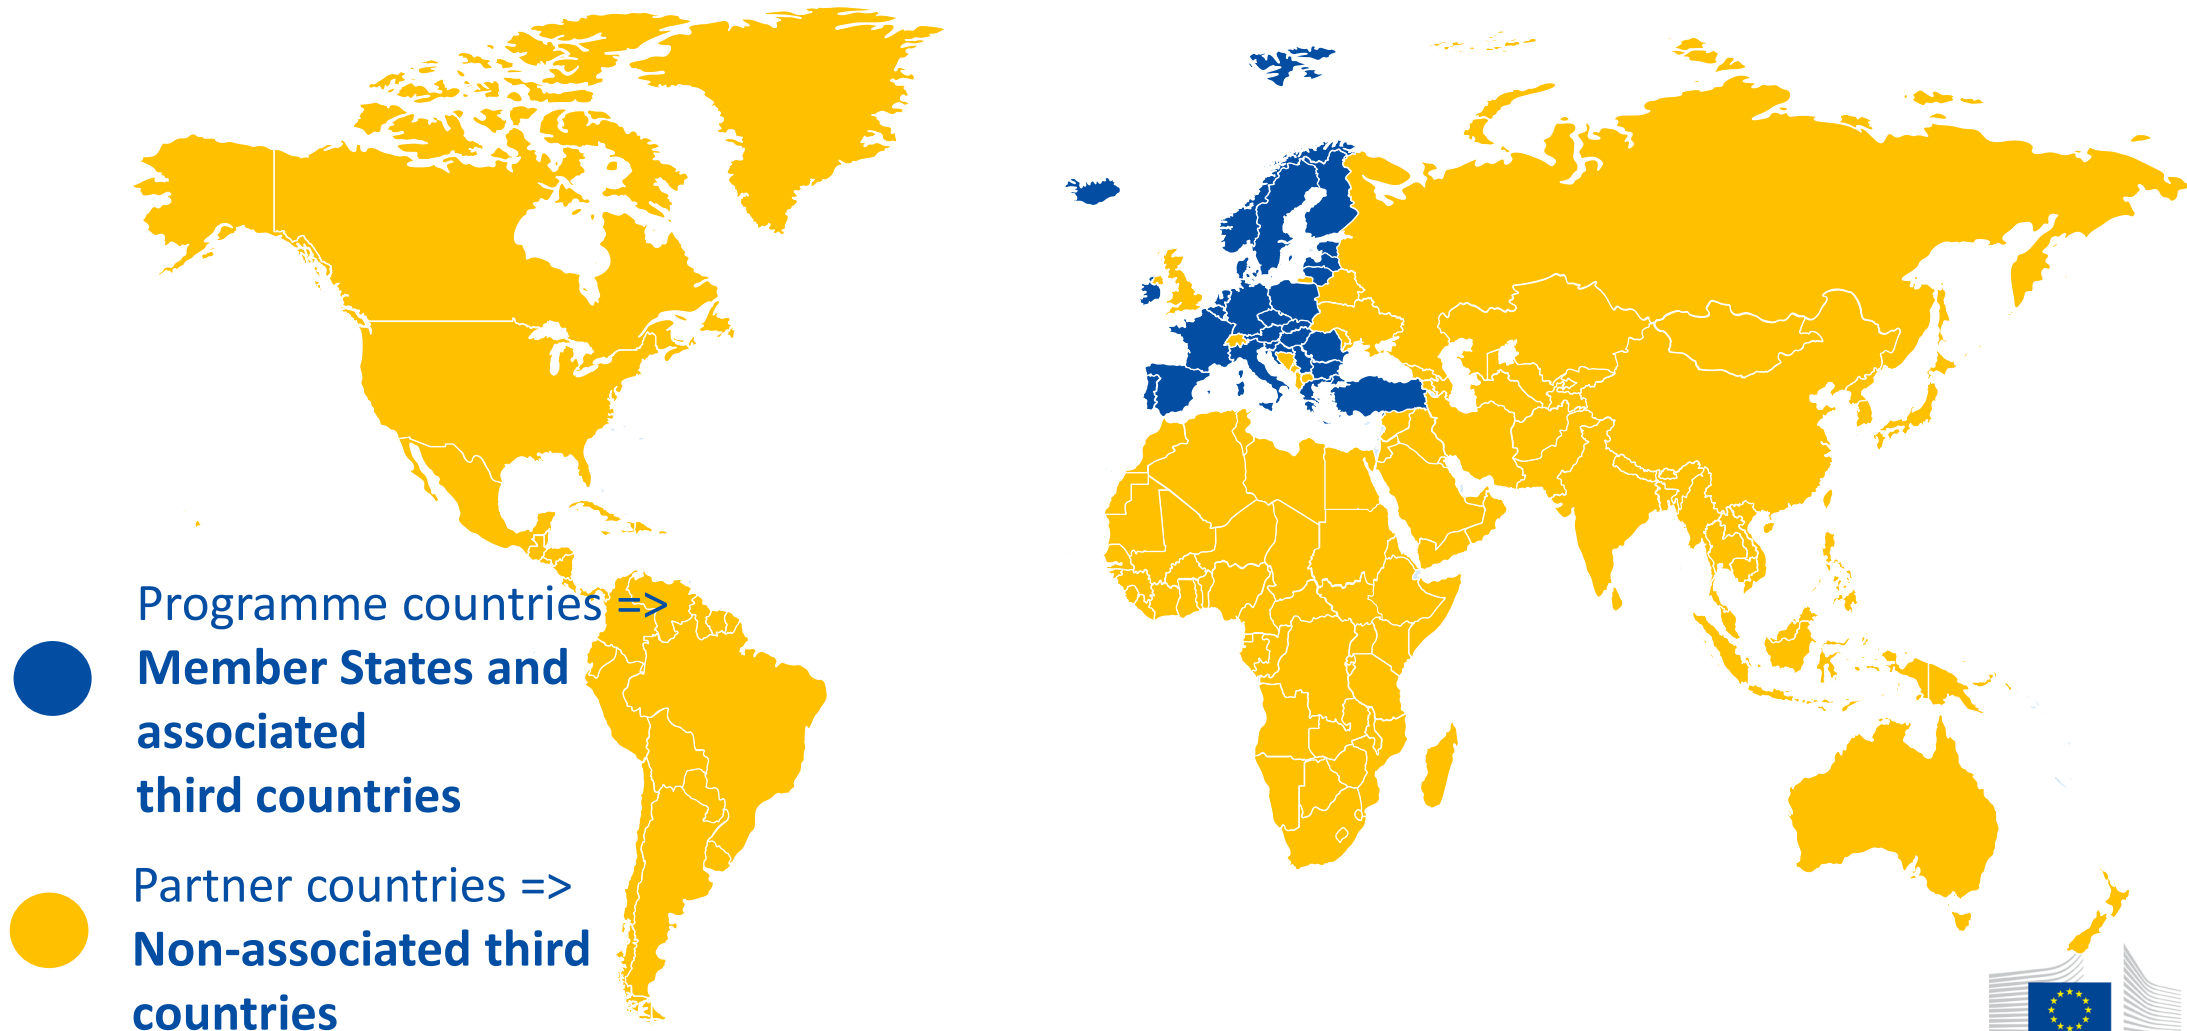 Programme countries =>
Member States and
associated
third countries
Partner countries =>
Non-associated third
countries